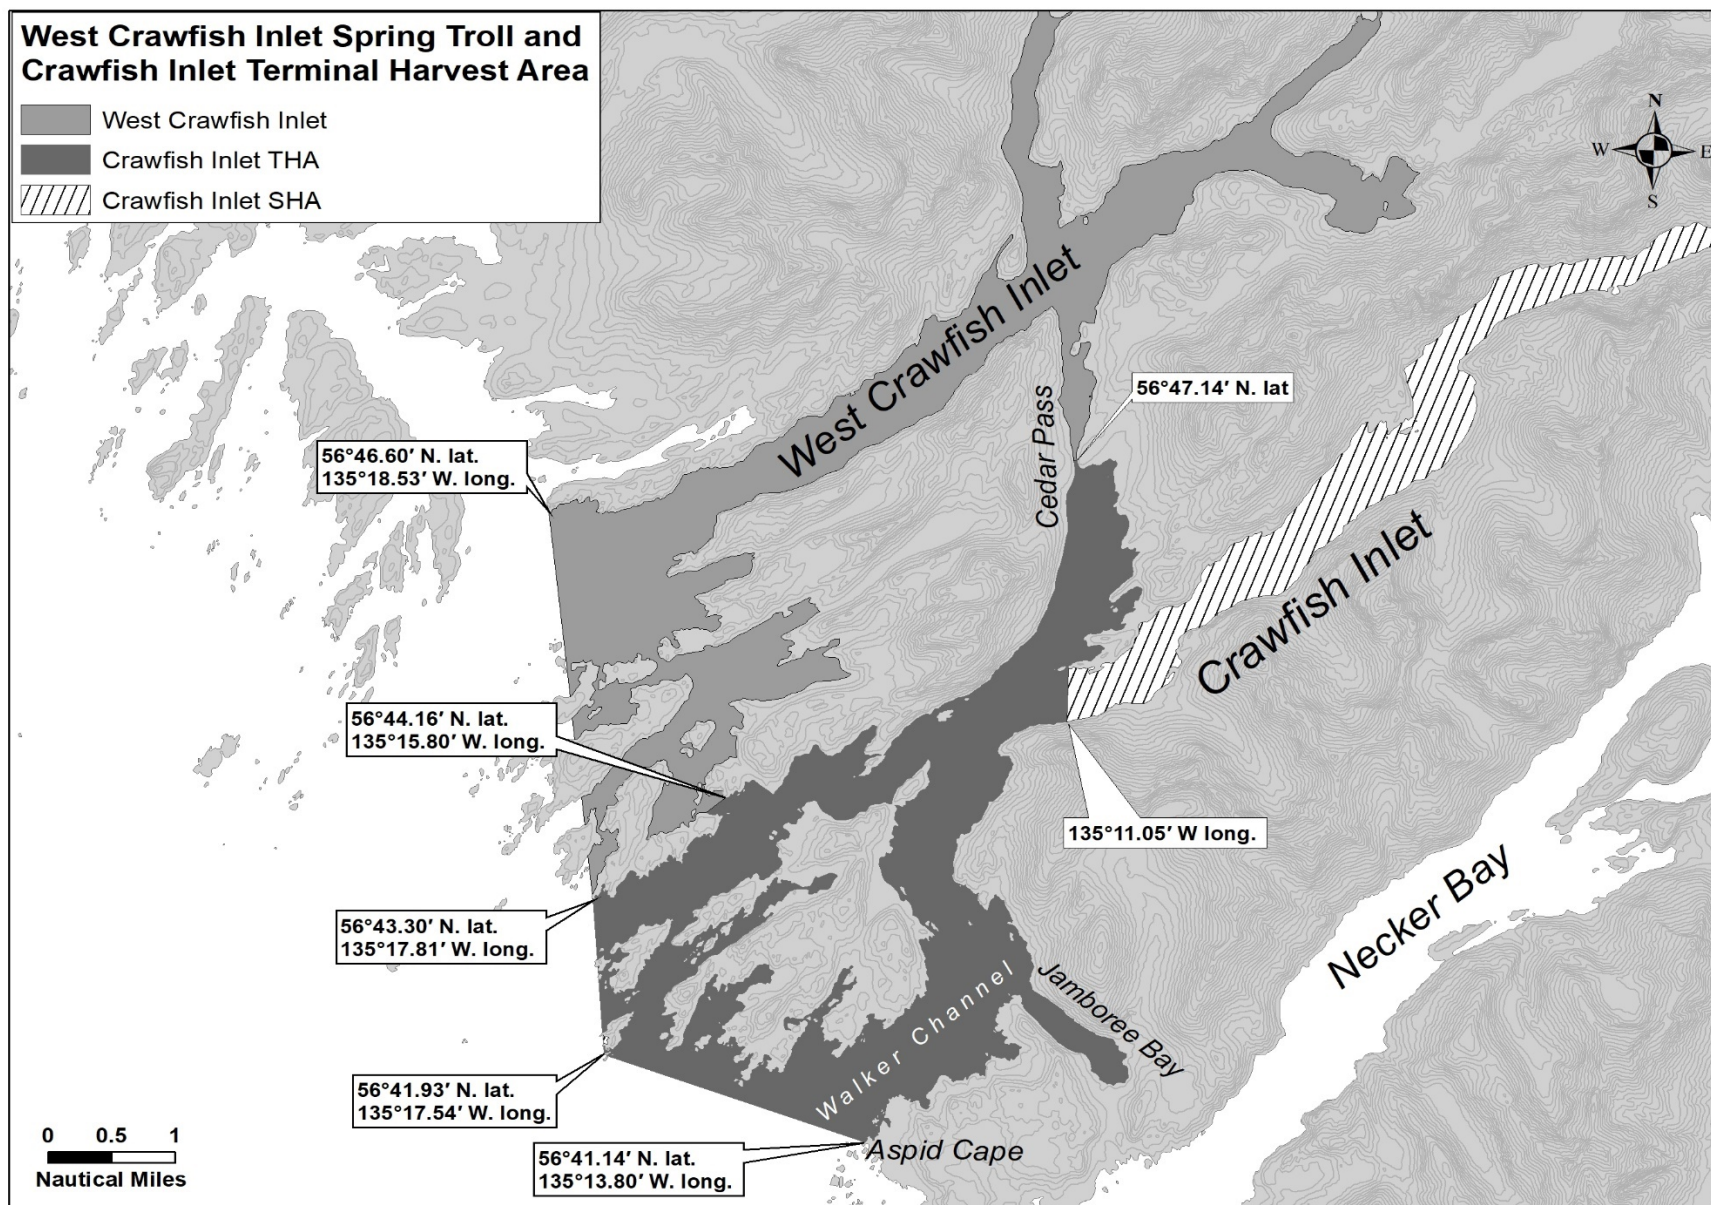 West Crawfish Inlet Spring Troll and
Crawfish Inlet Terminal Harvest Area
West Crawfish Inlet
Crawfish Inlet THA
Crawfish Inlet SHA
N
W
E
S
West Crawfish Inlet
56°47.14′ N. lat
Cedar Pass
56°46.60′ N. lat.
135°18.53′ W. long.
Crawfish Inlet
56°44.16′ N. lat.
135°15.80′ W. long.
135°11.05′ W long.
56°43.30′ N. lat.
135°17.81′ W. long.
Necker Bay
Jamboree Bay
Walker Channel
56°41.93′ N. lat.
135°17.54′ W. long.
56°41.14′ N. lat.
135°13.80′ W. long.
Aspid Cape
0 0.5 1
Nautical Miles